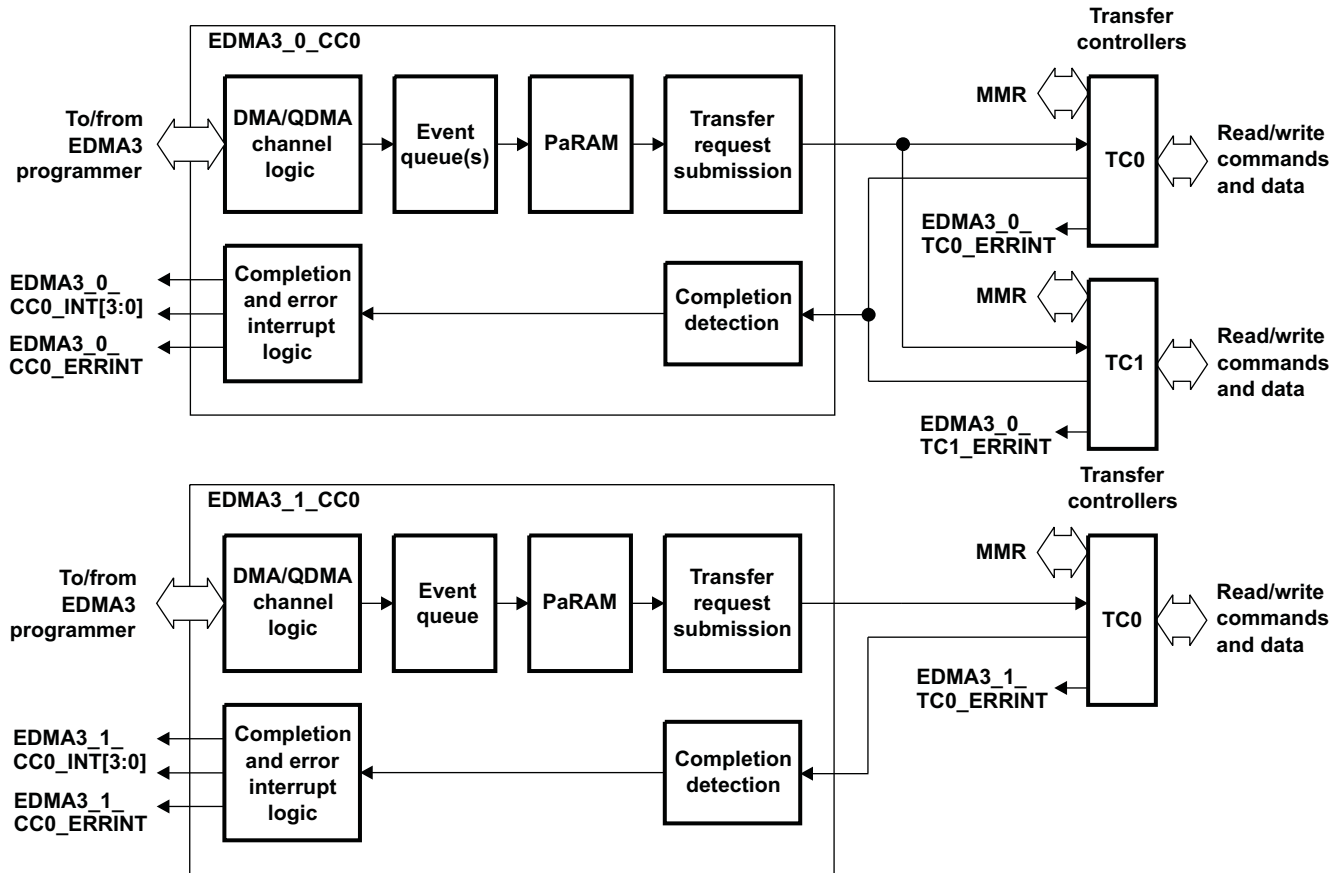 EDMA3_0_CC0
Transfer
controllers
To/from
EDMA3
programmer
DMA/QDMA
channel
logic
Event
queue(s)
PaRAM
Transfer
request
submission
MMR
TC0
Read/write
commands
and data
EDMA3_0_
TC0_ERRINT
EDMA3_0_
CC0_INT[3:0]
EDMA3_0_
CC0_ERRINT
Completion
and error
interrupt
logic
Completion
detection
MMR
TC1
Read/write
commands
and data
EDMA3_0_
TC1_ERRINT
EDMA3_1_CC0
Transfer
controllers
To/from
EDMA3
programmer
DMA/QDMA
channel
logic
Event
queue
PaRAM
Transfer
request
submission
MMR
TC0
Read/write
commands
and data
EDMA3_1_
TC0_ERRINT
EDMA3_1_
CC0_INT[3:0]
EDMA3_1_
CC0_ERRINT
Completion
and error
interrupt
logic
Completion
detection